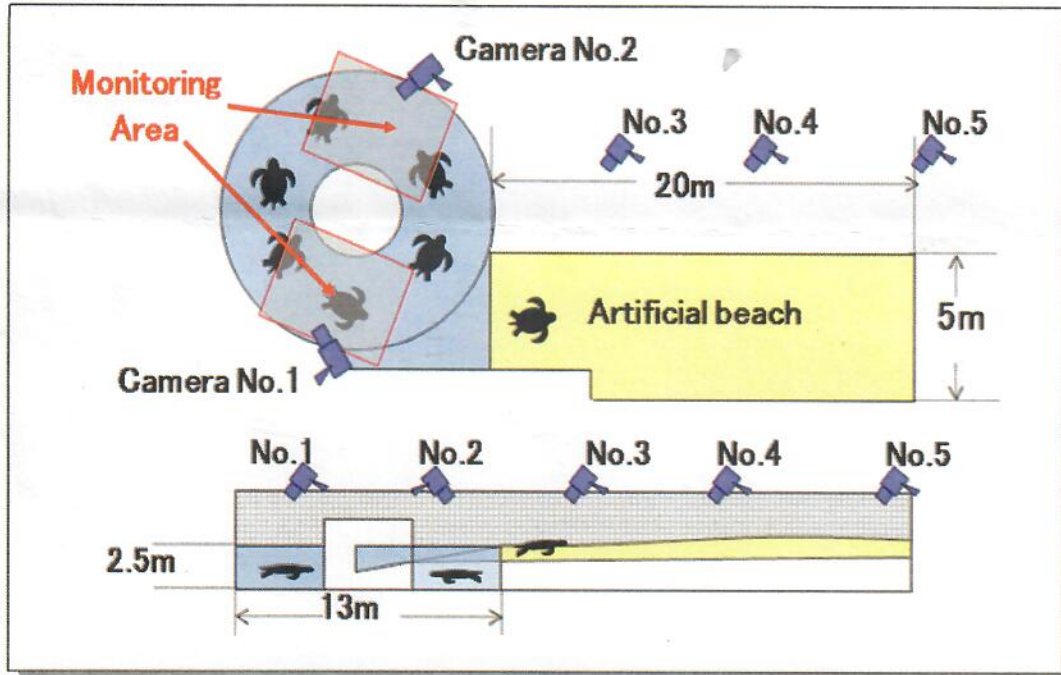 Camera No.2
Monitoring
Area
No.3
No.4
No.5
20m
Artificial beach
5m
Camera No.1
No.1
No.2
No.3
No.4
No.5
2.5m
13m